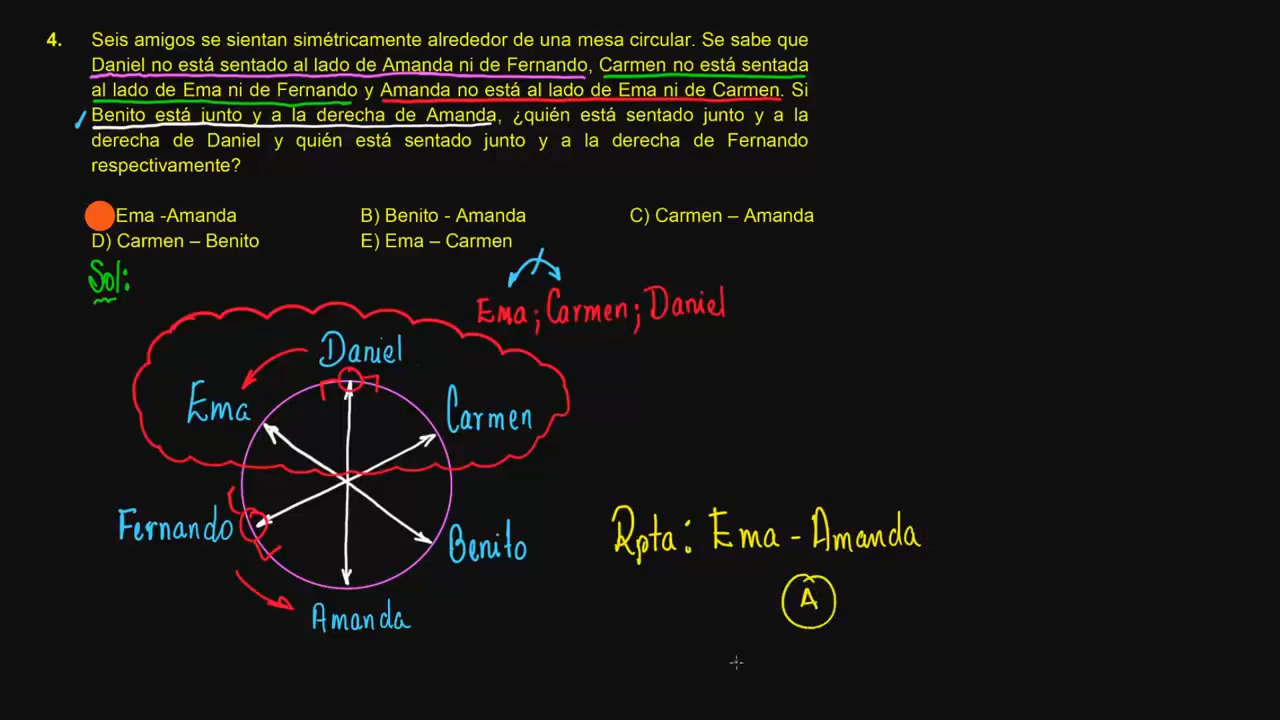 4. Seis amigos se sientan simétricamente alrededor de una mesa circular. Se sabe que
Daniel no está sentado al lado de Amanda ni de Fernando, Carmen no está sentada
al lado de Ema ni de Fernando y Amanda no está al lado de Ema ni de Carmen. Si
Benito está junto y a la derecha de Amanda, ¿quién está sentado junto y a la
derecha de Daniel y quién está sentado junto y a la derecha de Fernando
respectivamente?
Ema -Amanda B) Benito - Amanda C) Carmen – Amanda
D) Carmen – Benito E) Ema – Carmen
Sol:
Ema; Carmen; Daniel
Daniel
Ema
Carmen
Fernando
Benito
Amanda
Rpta: Ema - Amanda
A